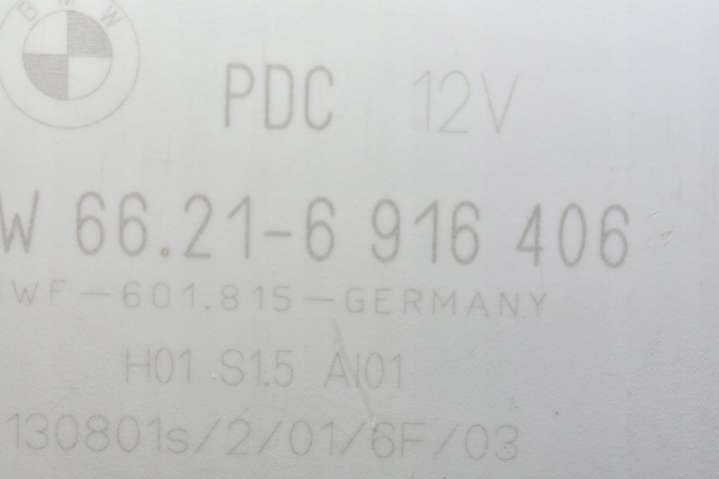 BMW
PDC 12V
W 66.21-6 916 406
WF-601.815-GERMANY
H01 S1.5 AI01
130801s/2/01/6F/03